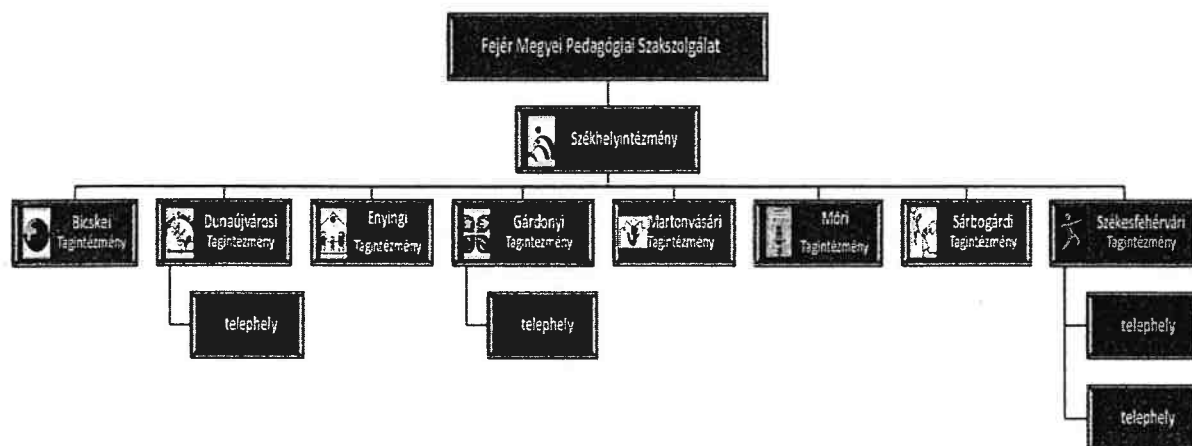 Fejér Megyei Pedagógiai Szakszolgálat
Székhelyintézmény
Bicskei
Tagintézmény
Dunaújvárosi
Tagintézmény
Enyingi
Tagintézmény
Gárdonyi
Tagintézmény
Martonvásári
Tagintézmény
Móri
Tagintézmény
Sárbogárdi
Tagintézmény
Székesfehérvári
Tagintézmény
telephely
telephely
telephely
telephely